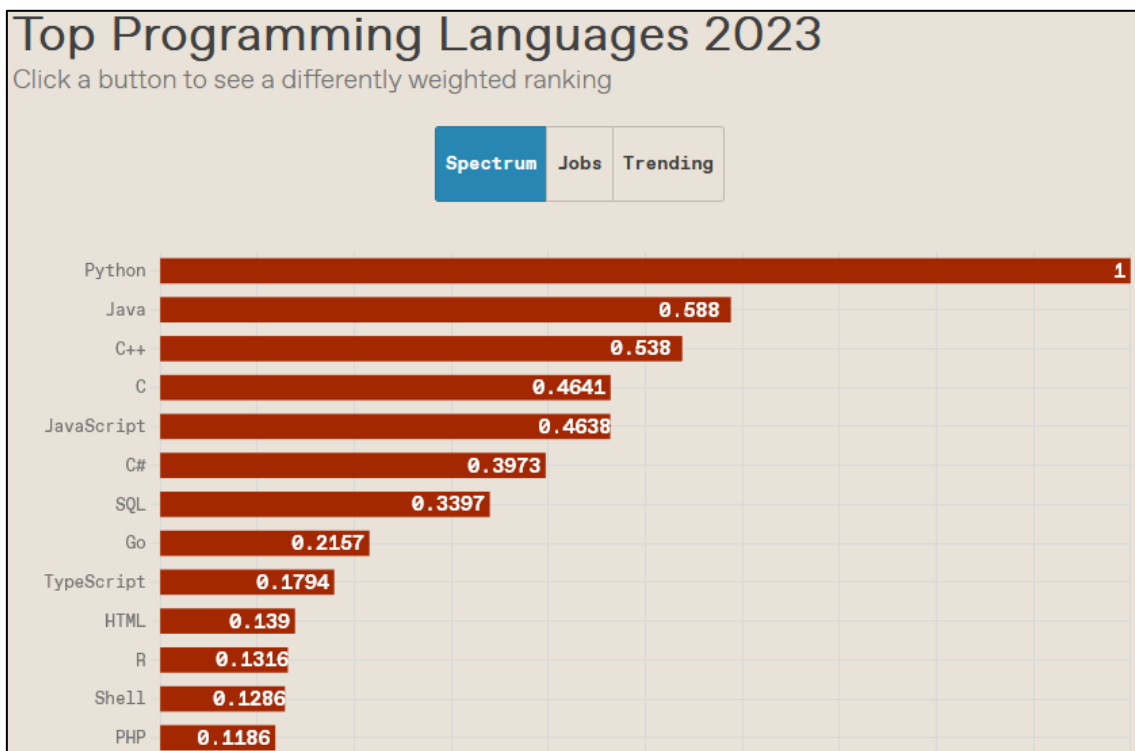 Top Programming Languages 2023
Click a button to see a differently weighted ranking
Spectrum Jobs Trending
Python 1
Java 0.588
C++ 0.538
C 0.4641
JavaScript 0.4638
C# 0.3973
SQL 0.3397
Go 0.2157
TypeScript 0.1794
HTML 0.139
R 0.1316
Shell 0.1286
PHP 0.1186